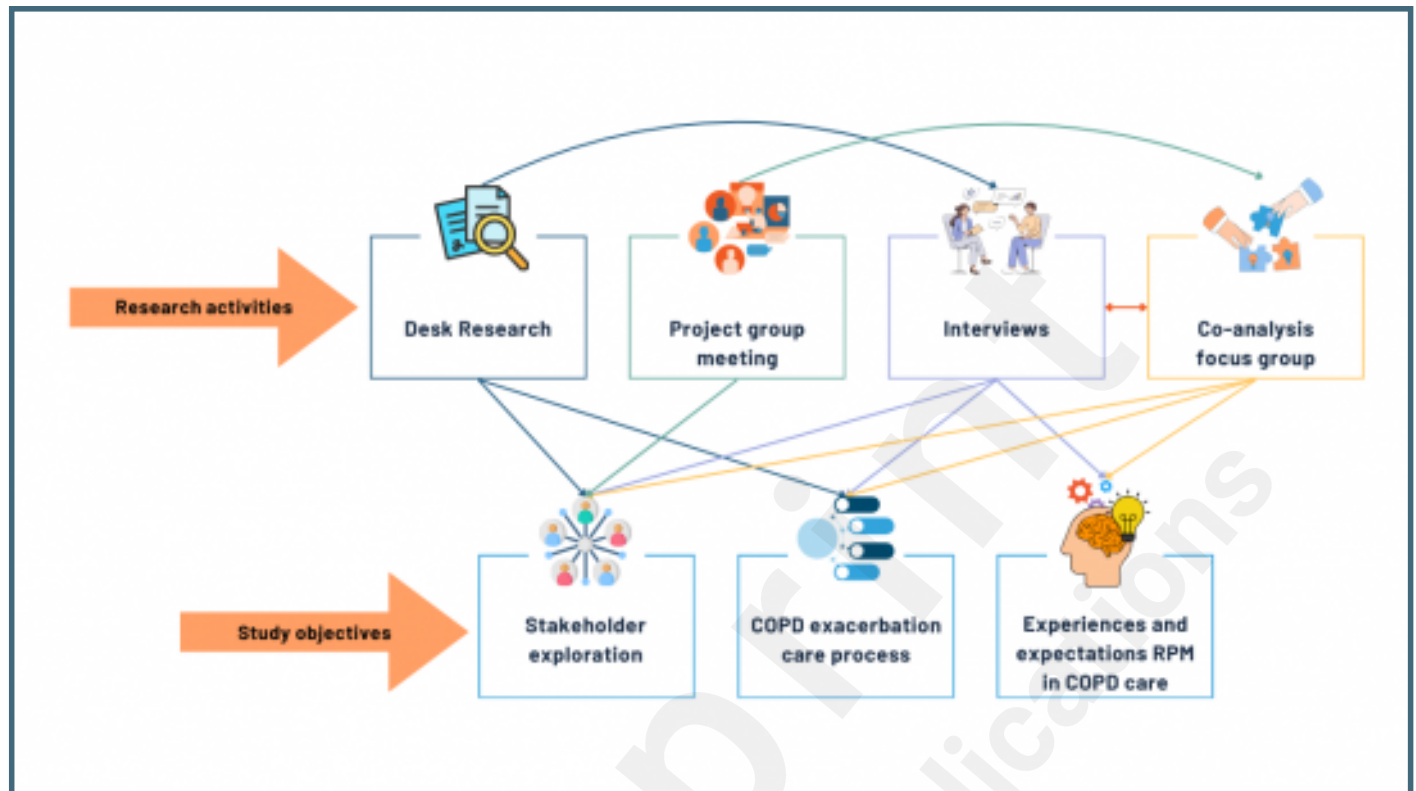 Research activities
Desk Research
Project group
meeting
Interviews
Co-analysis
focus group
Study objectives
Stakeholder
exploration
COPD exacerbation
care process
Experiences and
expectations RPM
in COPD care
print